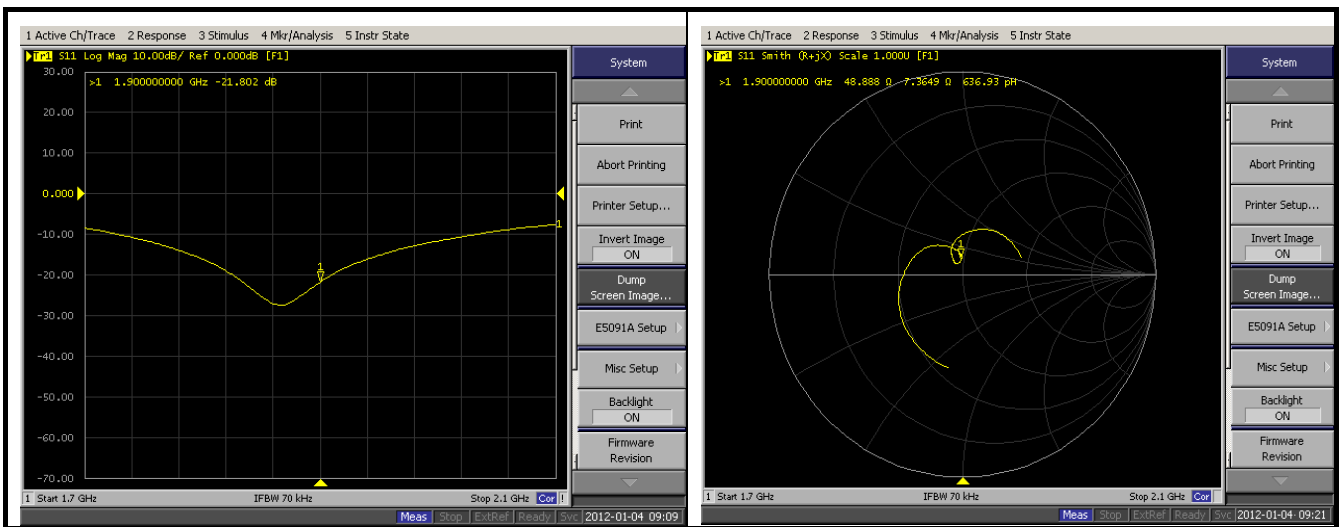 1 Active Ch/Trace 2 Response 3 Stimulus 4 Mkr/Analysis 5 Instr State
Tr1 S11 Log Mag 10.00dB/ Ref 0.000dB [F1]
>1 1.900000000 GHz -21.802 dB
30.00
20.00
10.00
0.000
-10.00
-20.00
-30.00
-40.00
-50.00
-60.00
-70.00
1
1
1 Start 1.7 GHz IFBW 70 kHz Stop 2.1 GHz Cor !
System
Print
Abort Printing
Printer Setup...
Invert Image
ON
Dump
Screen Image...
E5091A Setup
Misc Setup
Backlight
ON
Firmware
Revision
Meas Stop ExtRef Ready Svc 2012-01-04 09:09
1 Active Ch/Trace 2 Response 3 Stimulus 4 Mkr/Analysis 5 Instr State
Tr1 S11 Smith (R+jX) Scale 1.000U [F1]
>1 1.900000000 GHz 48.888 Ω 7.3649 Ω 636.93 pH
1
1 Start 1.7 GHz IFBW 70 kHz Stop 2.1 GHz Cor
System
Print
Abort Printing
Printer Setup...
Invert Image
ON
Dump
Screen Image...
E5091A Setup
Misc Setup
Backlight
ON
Firmware
Revision
Meas Stop ExtRef Ready Svc 2012-01-04 09:21